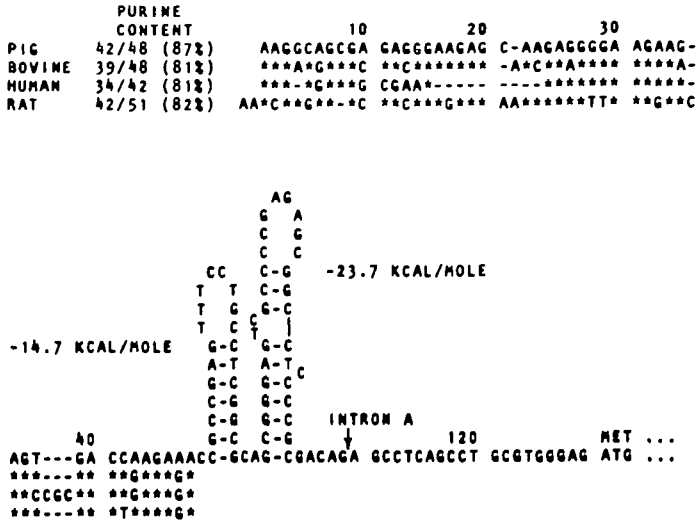 PURINE
CONTENT 10 20 30
PIG 42/48 (87%) AAGGCAGCGA GAGGGAAGAG C-AAGAGGGGA AGAAG-
BOVINE 39/48 (81%) ***A*G***C **C******* -A*C**A**** ****A-
HUMAN 34/42 (81%) ***-*G***G CGAA*----- ----******* *****
RAT 42/51 (82%) AA*C**G**-*C **C***G*** AA******TT* **G**C
AG
G A
C G
C C
CC C-G -23.7 KCAL/MOLE
T T C-G
T G C G-G
T C T |
-14.7 KCAL/MOLE G-C G-C
A-T A-T C
G-C G-C
C-G G-C
40 C-G C-G INTRON A 120 MET ...
G-C C-G
AGT---GA CCAAGAAACC-GCAG-CGACAGA GCCTCAGCCT GCGTGGGAG ATG ...
***---** **G****G*
**CCGC** **G****G*
***---** *T****G*